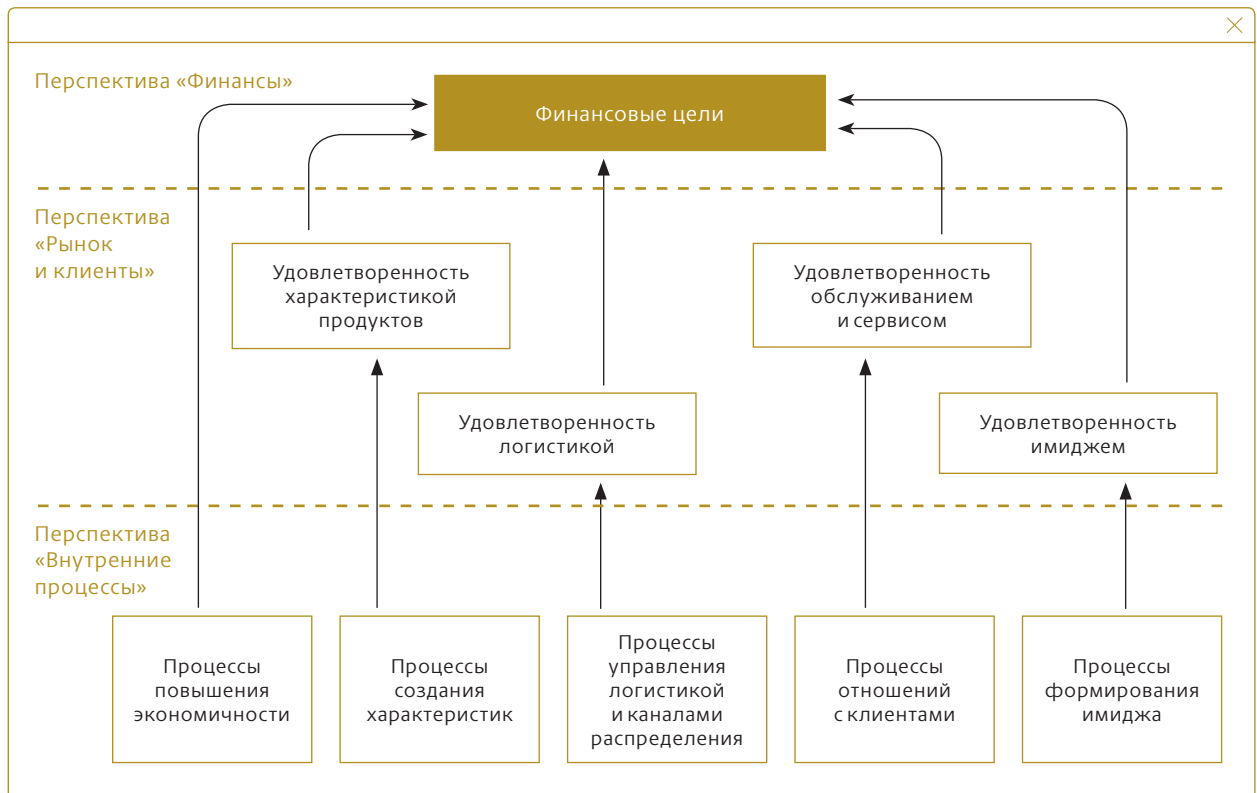 Перспектива «Финансы»
Финансовые цели
Перспектива
«Рынок
и клиенты»
Удовлетворенность
характеристикой
продуктов
Удовлетворенность
обслуживанием
и сервисом
Удовлетворенность
логистикой
Удовлетворенность
имиджем
Перспектива
«Внутренние
процессы»
Процессы
повышения
экономичности
Процессы
создания
характеристик
Процессы
управления
логистикой
и каналами
распределения
Процессы
отношений
с клиентами
Процессы
формирования
имиджа